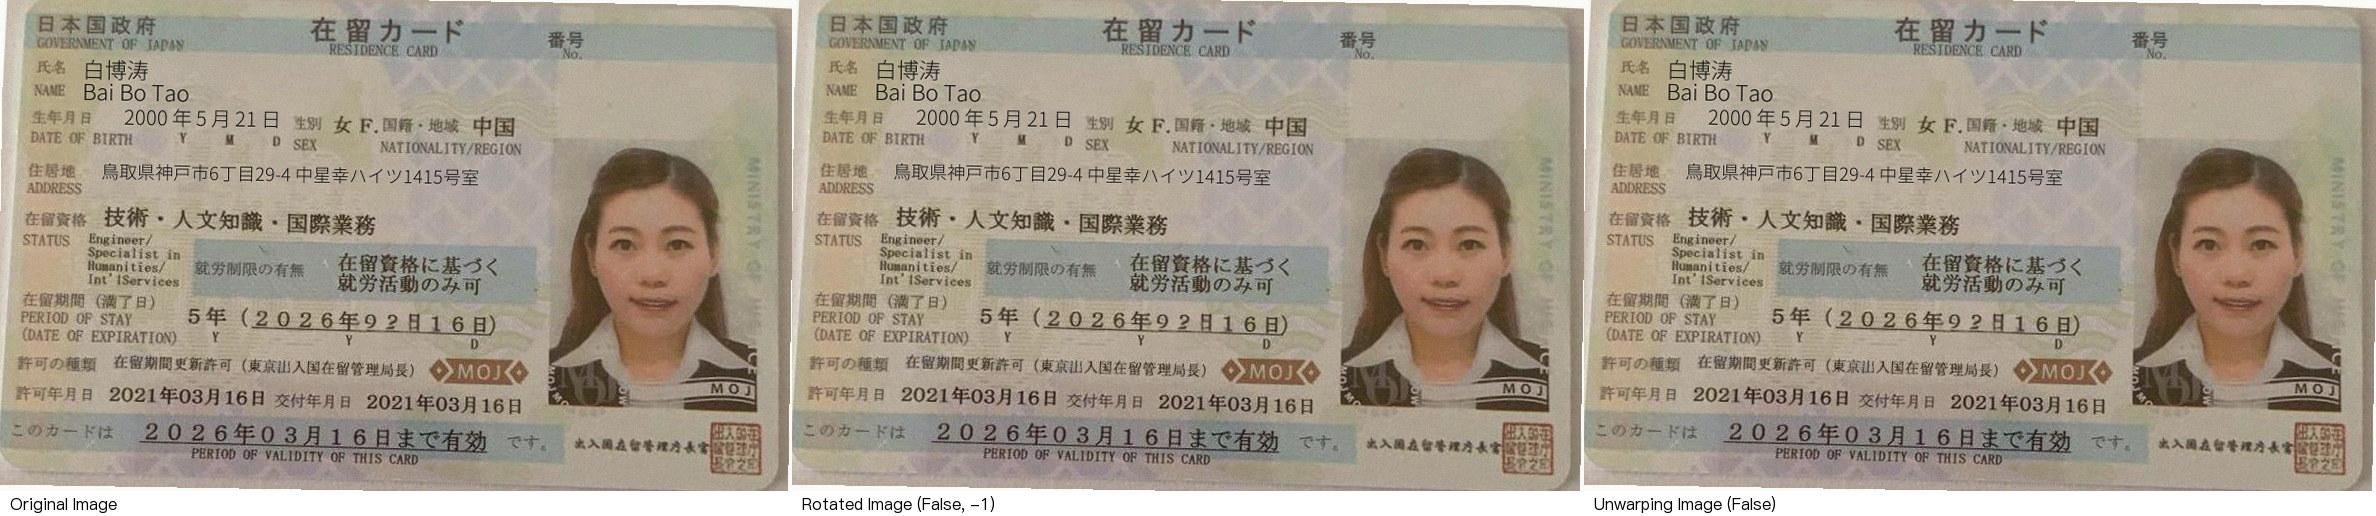 日本国政府
GOVERNMENT OF JAPAN
在留カード
RESIDENCE CARD
番号
No.
氏名 白博涛
NAME Bai Bo Tao
生年月日 2000年5月21日 性別 女 F. 国籍・地域 中国
DATE OF BIRTH Y M D SEX NATIONALITY/REGION
住居地 鳥取県神戸市6丁目29-4 中星幸ハイツ1415号室
ADDRESS
在留資格 技術・人文知識・国際業務
STATUS Engineer/
Specialist in
Humanities/
Int'lServices
就労制限の有無 在留資格に基づく
就労活動のみ可
在留期間(満了日) 5年(2026年92月16日)
PERIOD OF STAY
(DATE OF EXPIRATION) Y Y D
許可の種類 在留期間更新許可(東京出入国在留管理局長) MOJ
許可年月日 2021年03月16日 交付年月日 2021年03月16日
MOJ
このカードは 2026年03月16日まで有効 です。
PERIOD OF VALIDITY OF THIS CARD
出入国在留管理庁長官
Original Image
日本国政府
GOVERNMENT OF JAPAN
在留カード
RESIDENCE CARD
番号
No.
氏名 白博涛
NAME Bai Bo Tao
生年月日 2000年5月21日 性別 女 F. 国籍・地域 中国
DATE OF BIRTH Y M D SEX NATIONALITY/REGION
住居地 鳥取県神戸市6丁目29-4 中星幸ハイツ1415号室
ADDRESS
在留資格 技術・人文知識・国際業務
STATUS Engineer/
Specialist in
Humanities/
Int'lServices
就労制限の有無 在留資格に基づく
就労活動のみ可
在留期間(満了日) 5年(2026年92月16日)
PERIOD OF STAY
(DATE OF EXPIRATION) Y Y D
許可の種類 在留期間更新許可(東京出入国在留管理局長) MOJ
許可年月日 2021年03月16日 交付年月日 2021年03月16日
MOJ
このカードは 2026年03月16日まで有効 です。
PERIOD OF VALIDITY OF THIS CARD
出入国在留管理庁長官
Rotated Image (False, -1)
日本国政府
GOVERNMENT OF JAPAN
在留カード
RESIDENCE CARD
番号
No.
氏名 白博涛
NAME Bai Bo Tao
生年月日 2000年5月21日 性別 女 F. 国籍・地域 中国
DATE OF BIRTH Y M D SEX NATIONALITY/REGION
住居地 鳥取県神戸市6丁目29-4 中星幸ハイツ1415号室
ADDRESS
在留資格 技術・人文知識・国際業務
STATUS Engineer/
Specialist in
Humanities/
Int'lServices
就労制限の有無 在留資格に基づく
就労活動のみ可
在留期間(満了日) 5年(2026年92月16日)
PERIOD OF STAY
(DATE OF EXPIRATION) Y Y D
許可の種類 在留期間更新許可(東京出入国在留管理局長) MOJ
許可年月日 2021年03月16日 交付年月日 2021年03月16日
MOJ
このカードは 2026年03月16日まで有効 です。
PERIOD OF VALIDITY OF THIS CARD
出入国在留管理庁長官
Unwarping Image (False)